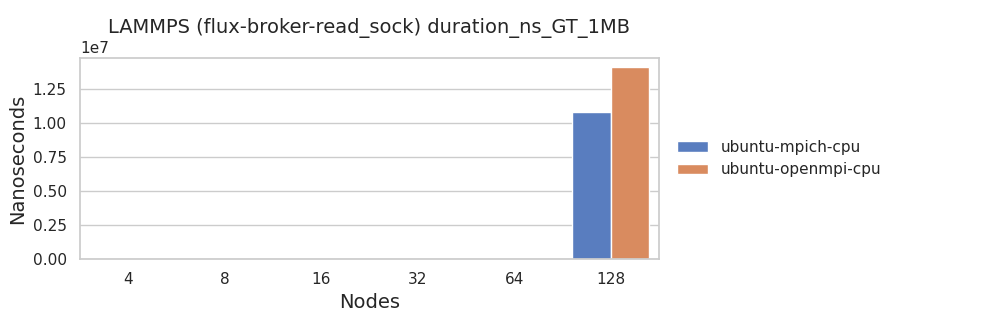 LAMMPS (flux-broker-read_sock) duration_ns_GT_1MB
1e7
1.25
1.00
0.75
0.50
0.25
0.00
Nanoseconds
4 8 16 32 64 128
Nodes
ubuntu-mpich-cpu
ubuntu-openmpi-cpu